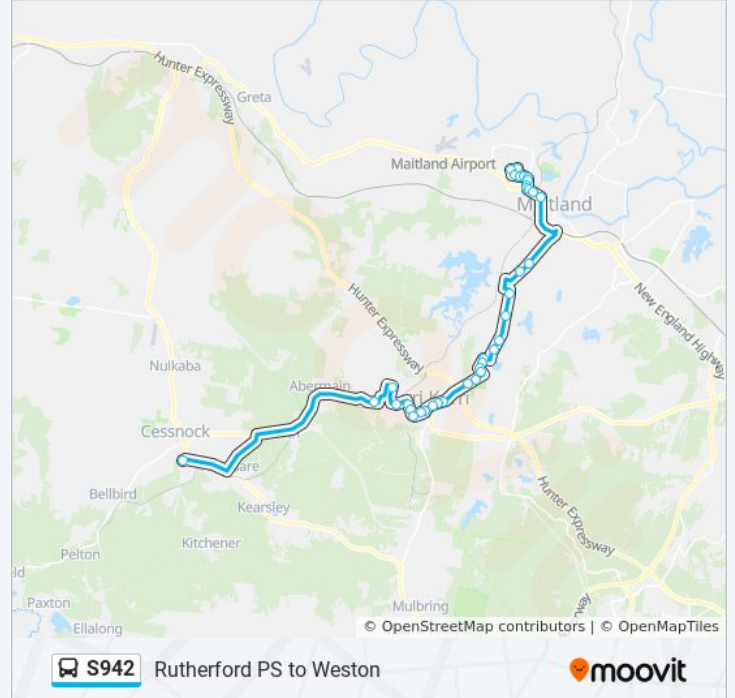 Hunter Expressway
Greta
Maitland Airport
Hunter Expressway
New England Highway
Nulkaba
Abermain
Cessnock
Bellbird
Kearsley
Kitchener
Hunter Expressway
Pelton
Paxton
Ellalong
Mulbring
© OpenStreetMap contributors | © OpenMapTiles
S942 Rutherford PS to Weston
moovit